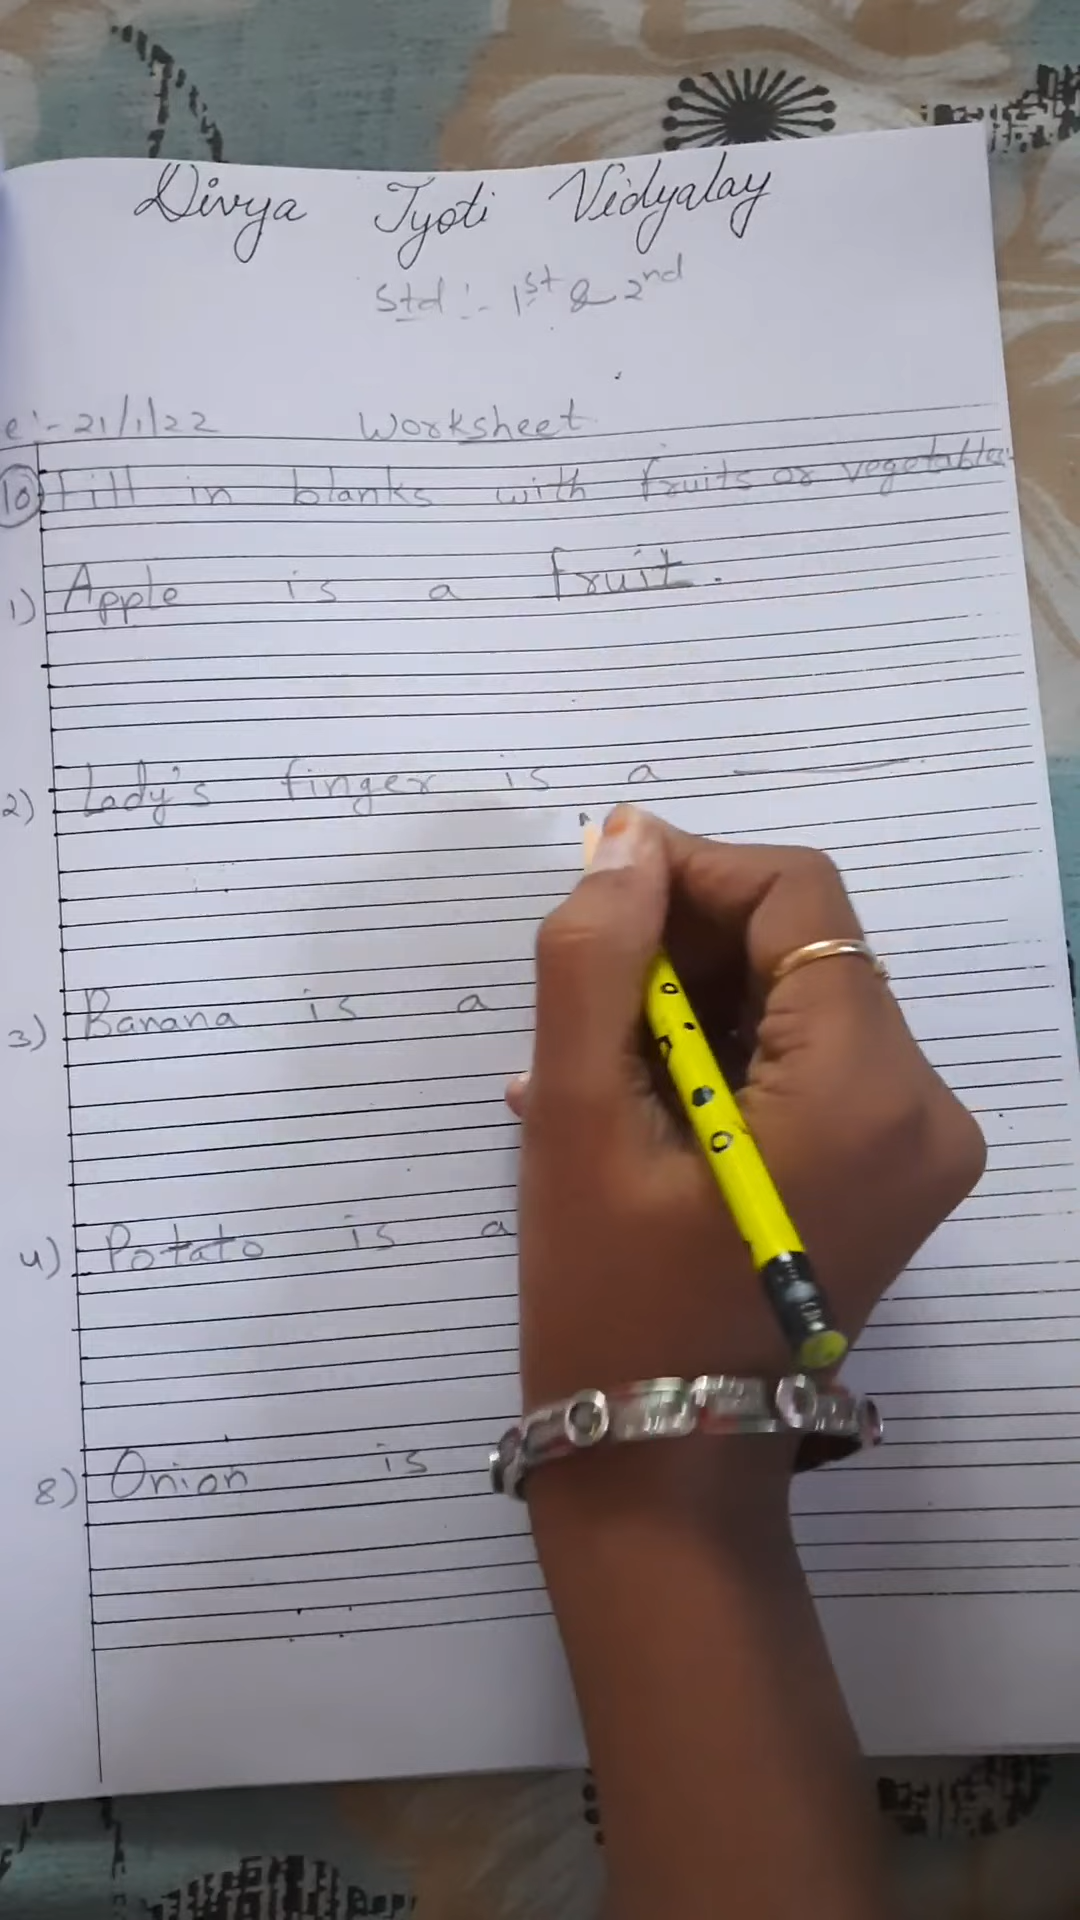 Divya Jyoti Vidyalay
Std :- 1st & 2nd
e :- 21/1/22 Worksheet
10 Fill in blanks with fruits or vegetables.
1) Apple is a fruit.
2) Lady's finger is a ______.
3) Banana is a
4) Potato is a
8) Onion is